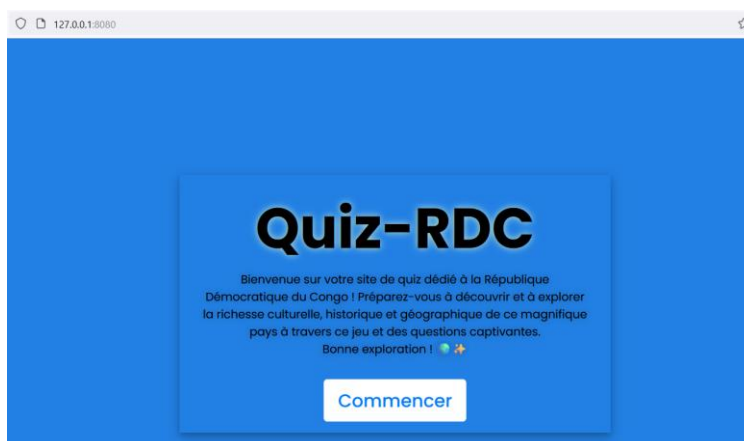 127.0.0.1:8080
Quiz-RDC
Bienvenue sur votre site de quiz dédié à la République
Démocratique du Congo ! Préparez-vous à découvrir et à explorer
la richesse culturelle, historique et géographique de ce magnifique
pays à travers ce jeu et des questions captivantes.
Bonne exploration ! 🌍✨
Commencer